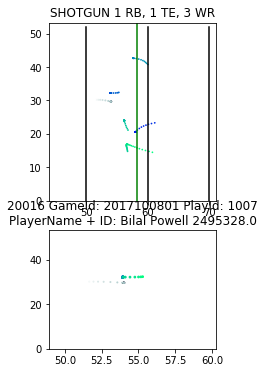 SHOTGUN 1 RB, 1 TE, 3 WR
50
40
30
20
10
0
50 60 70
20016 GameId: 2017100801 PlayId: 1007
PlayerName + ID: Bilal Powell 2495328.0
40
20
0
50.0 52.5 55.0 57.5 60.0